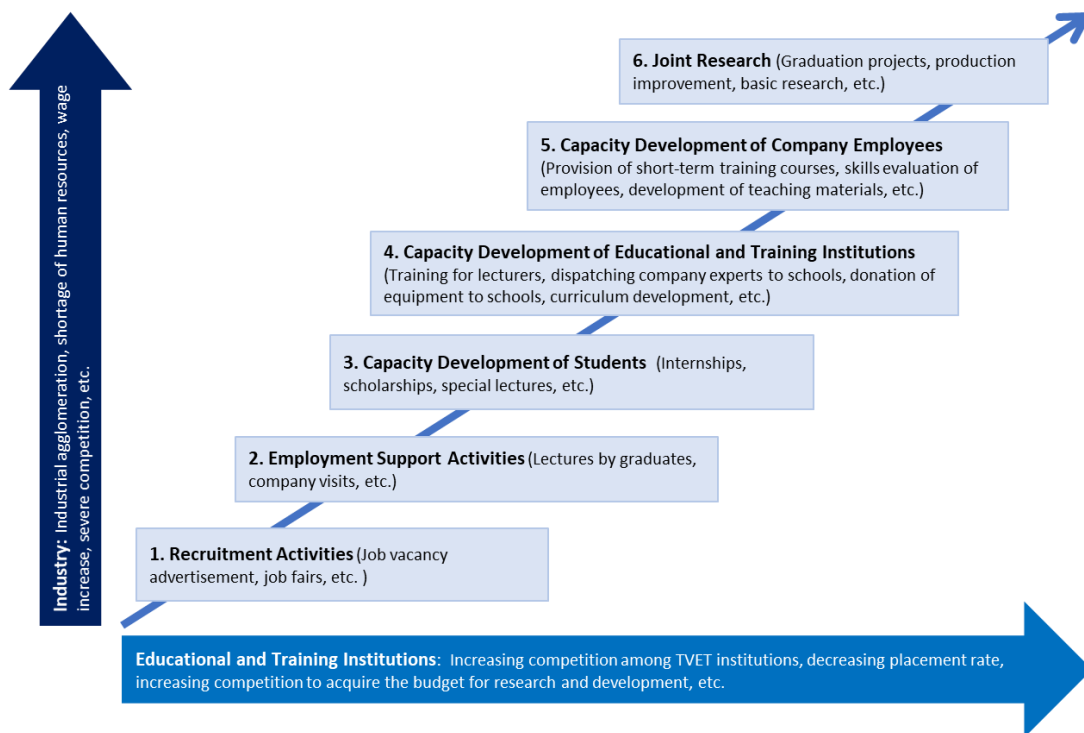 6. Joint Research (Graduation projects, production
improvement, basic research, etc.)
5. Capacity Development of Company Employees
(Provision of short-term training courses, skills evaluation of
employees, development of teaching materials, etc.)
4. Capacity Development of Educational and Training Institutions
(Training for lecturers, dispatching company experts to schools, donation of
equipment to schools, curriculum development, etc.)
3. Capacity Development of Students (Internships,
scholarships, special lectures, etc.)
2. Employment Support Activities (Lectures by graduates,
company visits, etc.)
1. Recruitment Activities (Job vacancy
advertisement, job fairs, etc. )
Industry: Industrial agglomeration, shortage of human resources, wage
increase, severe competition, etc.
Educational and Training Institutions: Increasing competition among TVET institutions, decreasing placement rate,
increasing competition to acquire the budget for research and development, etc.